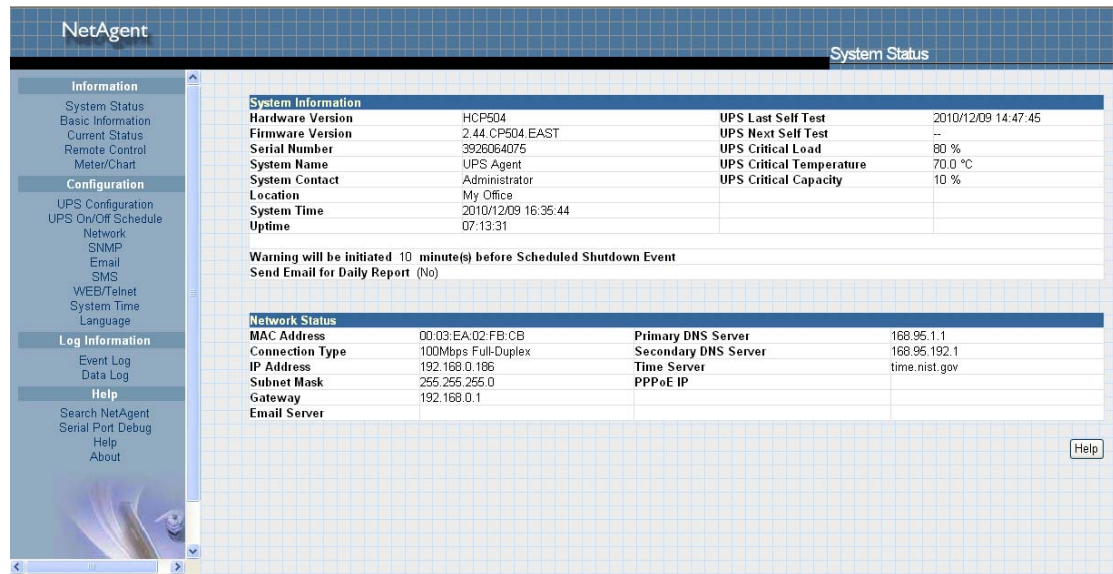 NetAgent
System Status
Information
System Status
Basic Information
Current Status
Remote Control
Meter/Chart
Configuration
UPS Configuration
UPS On/Off Schedule
Network
SNMP
Email
SMS
WEB/Telnet
System Time
Language
Log Information
Event Log
Data Log
Help
Search NetAgent
Serial Port Debug
Help
About
System Information
Hardware Version HCP504 UPS Last Self Test 2010/12/09 14:47:45
Firmware Version 2.44.CP504.EAST UPS Next Self Test --
Serial Number 3926064075 UPS Critical Load 80 %
System Name UPS Agent UPS Critical Temperature 70.0 °C
System Contact Administrator UPS Critical Capacity 10 %
Location My Office
System Time 2010/12/09 16:35:44
Uptime 07:13:31
Warning will be initiated 10 minute(s) before Scheduled Shutdown Event
Send Email for Daily Report (No)
Network Status
MAC Address 00:03:EA:02:FB:CB Primary DNS Server 168.95.1.1
Connection Type 100Mbps Full-Duplex Secondary DNS Server 168.95.192.1
IP Address 192.168.0.186 Time Server time.nist.gov
Subnet Mask 255.255.255.0 PPPoE IP
Gateway 192.168.0.1
Email Server
Help